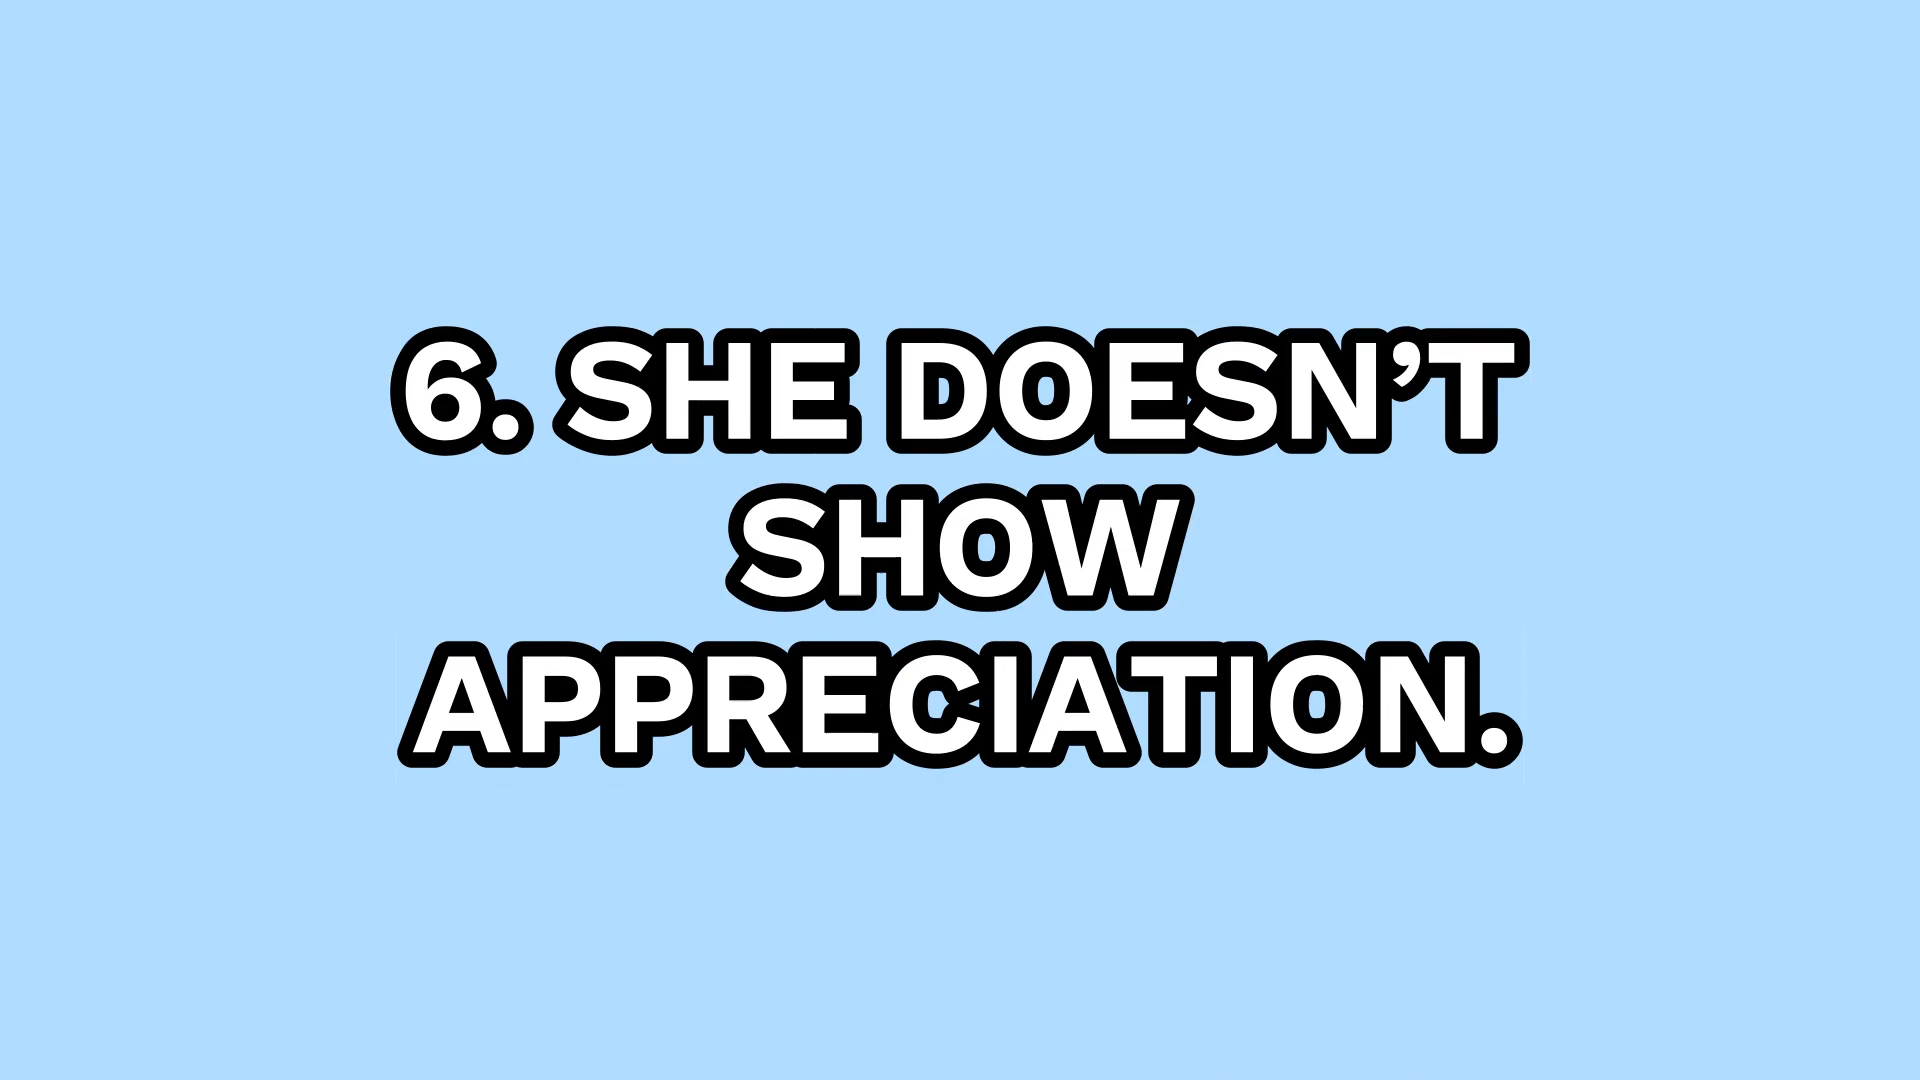 6. SHE DOESN’T
SHOW
APPRECIATION.